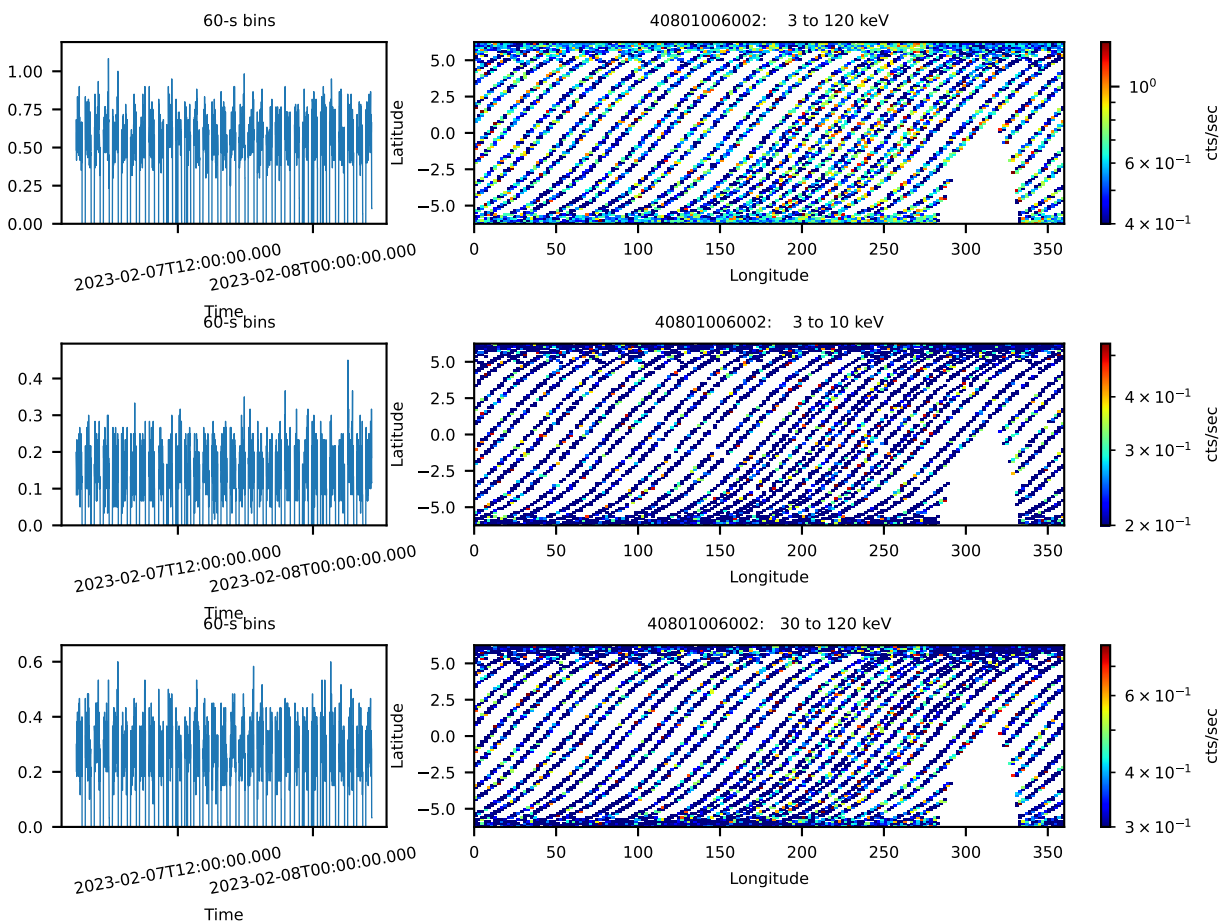 60-s bins
40801006002: 3 to 120 keV
1.00
0.75
0.50
0.25
0.00
2023-02-07T12:00:00.000
2023-02-08T00:00:00.000
Time
Latitude
5.0
2.5
0.0
−2.5
−5.0
0 50 100 150 200 250 300 350
Longitude
10⁰
6 × 10⁻¹
4 × 10⁻¹
cts/sec
60-s bins
40801006002: 3 to 10 keV
0.4
0.3
0.2
0.1
0.0
2023-02-07T12:00:00.000
2023-02-08T00:00:00.000
Time
Latitude
5.0
2.5
0.0
−2.5
−5.0
0 50 100 150 200 250 300 350
Longitude
4 × 10⁻¹
3 × 10⁻¹
2 × 10⁻¹
cts/sec
60-s bins
40801006002: 30 to 120 keV
0.6
0.4
0.2
0.0
2023-02-07T12:00:00.000
2023-02-08T00:00:00.000
Time
Latitude
5.0
2.5
0.0
−2.5
−5.0
0 50 100 150 200 250 300 350
Longitude
6 × 10⁻¹
4 × 10⁻¹
3 × 10⁻¹
cts/sec